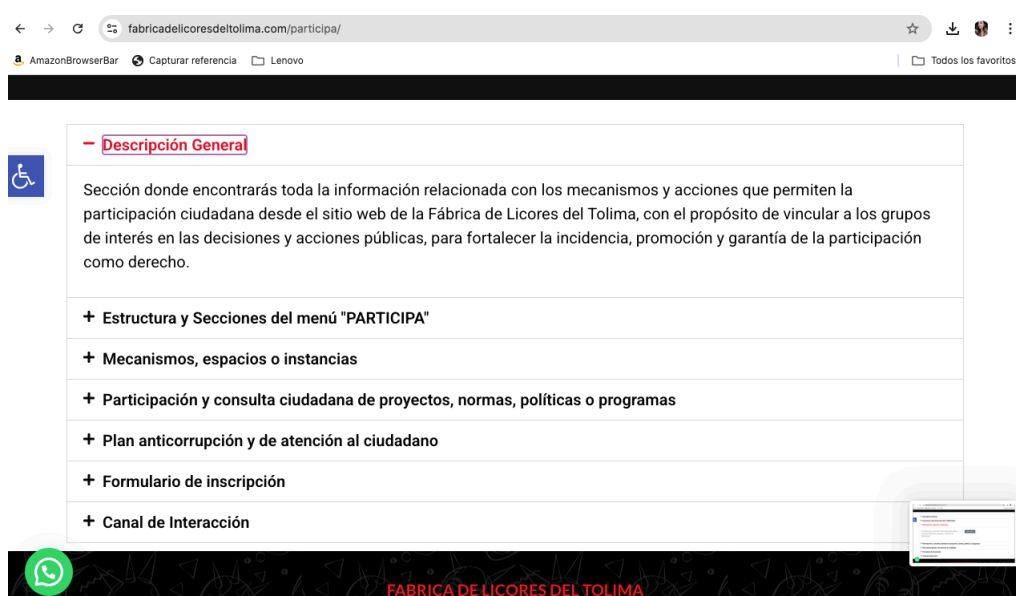 fabricadelicoresdeltolima.com/participa/
AmazonBrowserBar Capturar referencia Lenovo Todos los favoritos
− Descripción General
Sección donde encontrarás toda la información relacionada con los mecanismos y acciones que permiten la
participación ciudadana desde el sitio web de la Fábrica de Licores del Tolima, con el propósito de vincular a los grupos
de interés en las decisiones y acciones públicas, para fortalecer la incidencia, promoción y garantía de la participación
como derecho.
+ Estructura y Secciones del menú "PARTICIPA"
+ Mecanismos, espacios o instancias
+ Participación y consulta ciudadana de proyectos, normas, políticas o programas
+ Plan anticorrupción y de atención al ciudadano
+ Formulario de inscripción
+ Canal de Interacción
FABRICA DE LICORES DEL TOLIMA